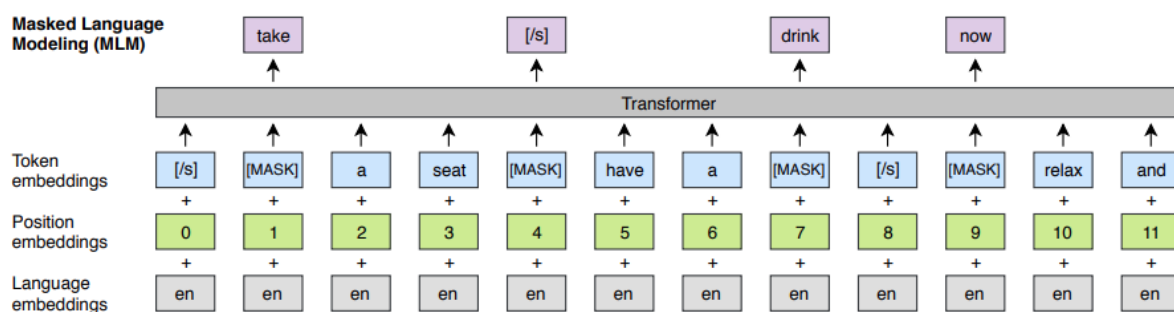 Masked Language
Modeling (MLM)
take [/s] drink now
Transformer
Token
embeddings
[/s] [MASK] a seat [MASK] have a [MASK] [/s] [MASK] relax and
+ + + + + + + + + + + +
Position
embeddings
0 1 2 3 4 5 6 7 8 9 10 11
+ + + + + + + + + + + +
Language
embeddings
en en en en en en en en en en en en